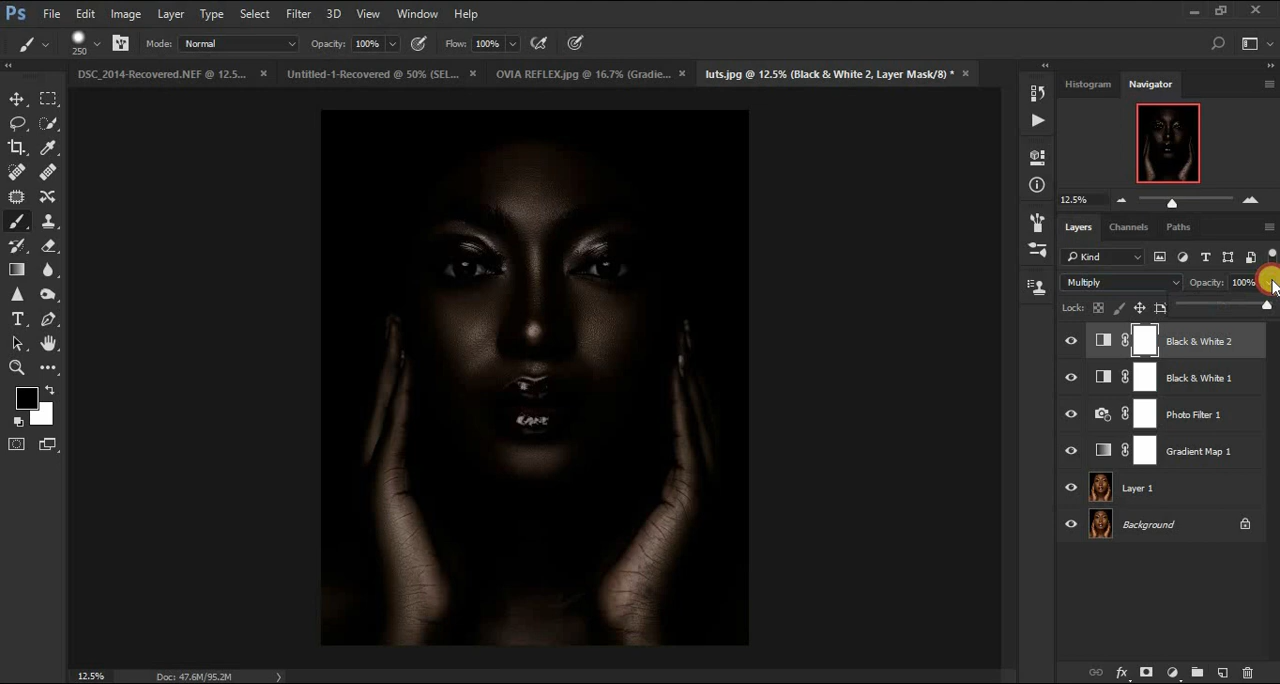 Ps File Edit Image Layer Type Select Filter 3D View Window Help
250 Mode: Normal Opacity: 100% Flow: 100%
DSC_2014-Recovered.NEF @ 12.5... × Untitled-1-Recovered @ 50% (SEL... × OVIA REFLEX.jpg @ 16.7% (Gradie... × luts.jpg @ 12.5% (Black & White 2, Layer Mask/8) * ×
Histogram Navigator
12.5%
Layers Channels Paths
Kind
Multiply Opacity: 100%
Lock:
Black & White 2
Black & White 1
Photo Filter 1
Gradient Map 1
Layer 1
Background
12.5% Doc: 47.6M/95.2M